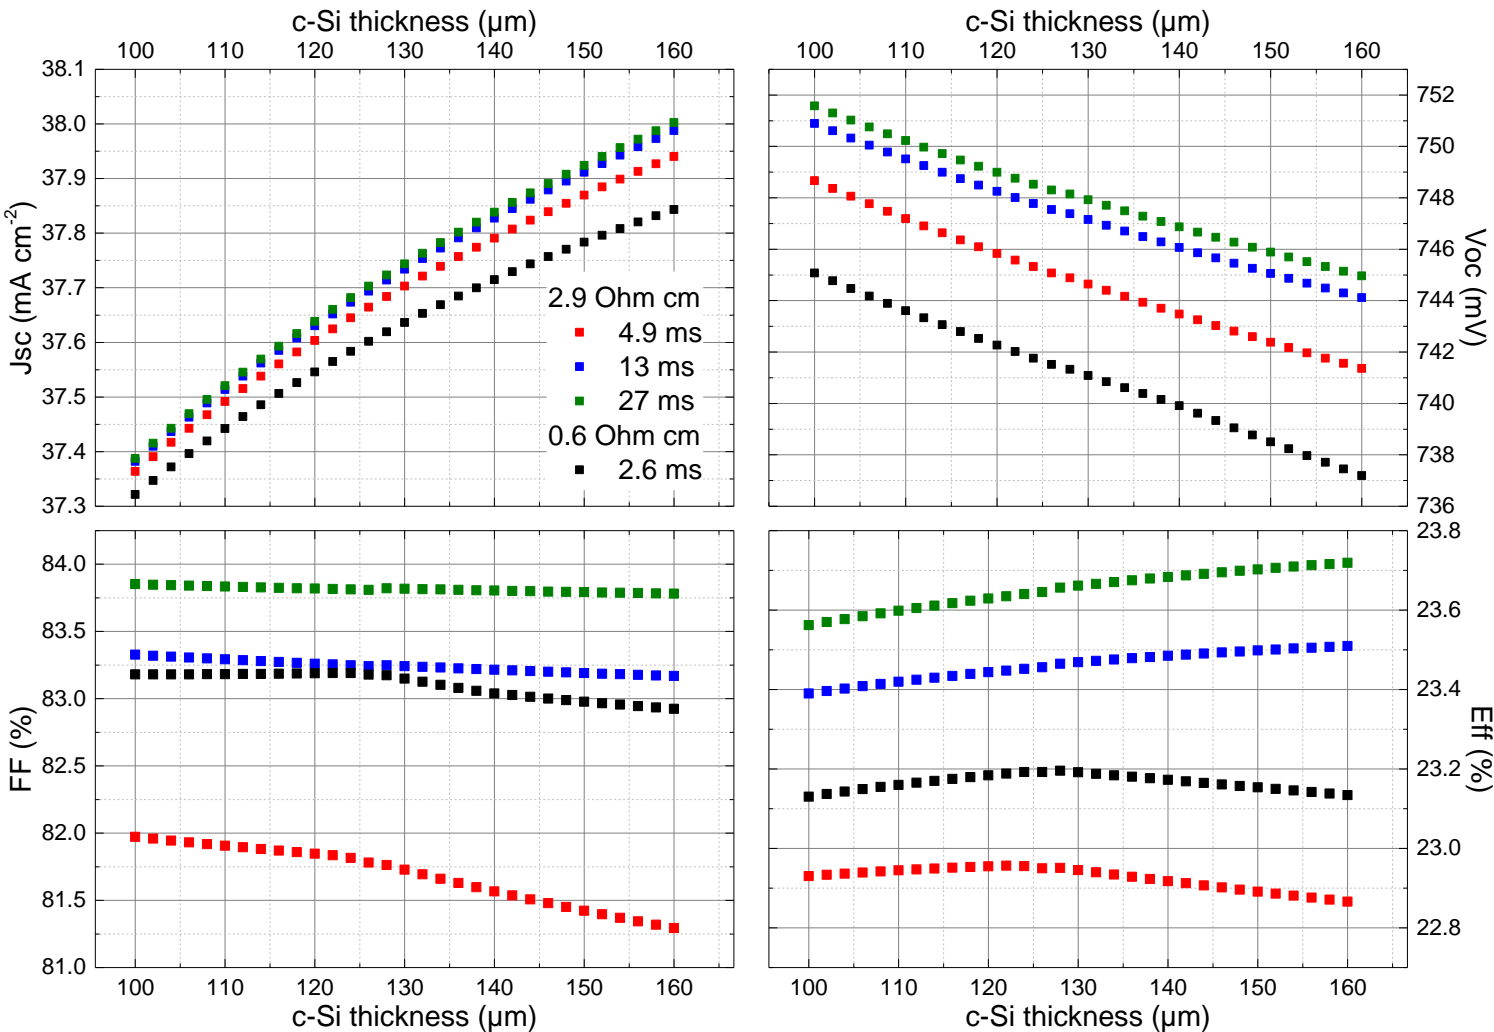 c-Si thickness (µm)
100 110 120 130 140 150 160
38.1
38.0
37.9
37.8
37.7
37.6
37.5
37.4
37.3
Jsc (mA cm-2)
2.9 Ohm cm
4.9 ms
13 ms
27 ms
0.6 Ohm cm
2.6 ms
c-Si thickness (µm)
100 110 120 130 140 150 160
752
750
748
746
744
742
740
738
736
Voc (mV)
84.0
83.5
83.0
82.5
82.0
81.5
81.0
FF (%)
100 110 120 130 140 150 160
c-Si thickness (µm)
23.8
23.6
23.4
23.2
23.0
22.8
Eff (%)
100 110 120 130 140 150 160
c-Si thickness (µm)